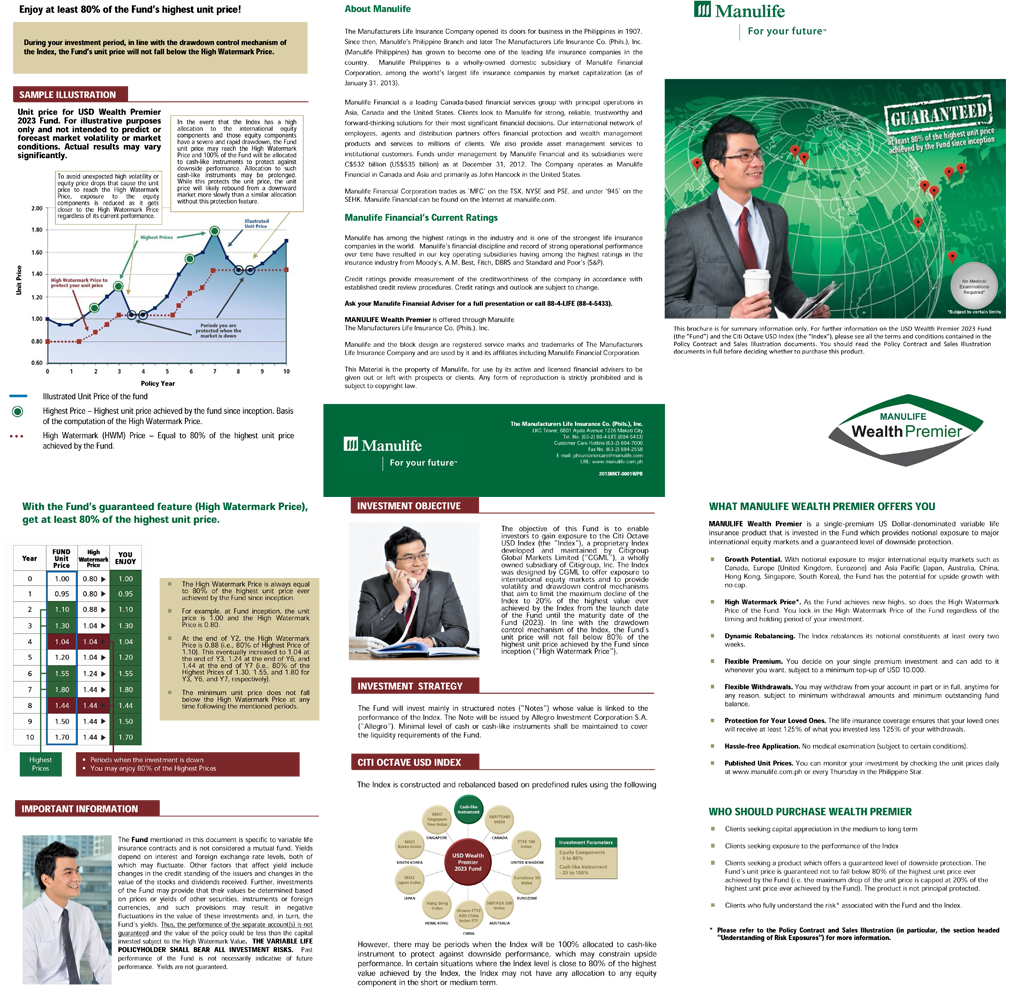 Enjoy at least 80% of the Fund's highest unit price!
During your investment period, in line with the drawdown control mechanism of
the Index, the Fund's unit price will not fall below the High Watermark Price.
SAMPLE ILLUSTRATION
Unit price for USD Wealth Premier
2023 Fund. For illustrative purposes
only and not intended to predict or
forecast market volatility or market
conditions. Actual results may vary
significantly.
In the event that the Index has a high
allocation to the international equity
components and those equity components
have a severe and rapid drawdown, the Fund
unit price may reach the High Watermark
Price and 100% of the Fund will be allocated
to cash-like instruments to protect against
downside performance. Allocation to such
cash-like instruments may be prolonged.
While this protects the unit price, the unit
price will likely rebound from a downward
market more slowly than a similar allocation
without this protection feature.
To avoid unexpected high volatility or
equity price drops that cause the unit
price to reach the High Watermark
Price, exposure to the equity
components is reduced as it gets
closer to the High Watermark Price
regardless of its current performance.
2.00
1.80
1.60
1.40
1.20
1.00
0.80
0.60
Unit Price
Highest Prices
Illustrated
Unit Price
High Watermark Price to
protect your unit price
Periods you are
protected when the
market is down
0 1 2 3 4 5 6 7 8 9 10
Policy Year
Illustrated Unit Price of the fund
Highest Price – Highest unit price achieved by the fund since inception. Basis
of the computation of the High Watermark Price.
High Watermark (HWM) Price – Equal to 80% of the highest unit price
achieved by the Fund.
About Manulife
The Manufacturers Life Insurance Company opened its doors for business in the Philippines in 1907.
Since then, Manulife's Philippine Branch and later The Manufacturers Life Insurance Co. (Phils.), Inc.
(Manulife Philippines) has grown to become one of the leading life insurance companies in the
country. Manulife Philippines is a wholly-owned domestic subsidiary of Manulife Financial
Corporation, among the world's largest life insurance companies by market capitalization (as of
January 31, 2013).
Manulife Financial is a leading Canada-based financial services group with principal operations in
Asia, Canada and the United States. Clients look to Manulife for strong, reliable, trustworthy and
forward-thinking solutions for their most significant financial decisions. Our international network of
employees, agents and distribution partners offers financial protection and wealth management
products and services to millions of clients. We also provide asset management services to
institutional customers. Funds under management by Manulife Financial and its subsidiaries were
C$532 billion (US$535 billion) as at December 31, 2012. The Company operates as Manulife
Financial in Canada and Asia and primarily as John Hancock in the United States.
Manulife Financial Corporation trades as 'MFC' on the TSX, NYSE and PSE, and under '945' on the
SEHK. Manulife Financial can be found on the Internet at manulife.com.
Manulife Financial's Current Ratings
Manulife has among the highest ratings in the industry and is one of the strongest life insurance
companies in the world. Manulife's financial discipline and record of strong operational performance
over time have resulted in our key operating subsidiaries having among the highest ratings in the
insurance industry from Moody's, A.M. Best, Fitch, DBRS and Standard and Poor's (S&P).
Credit ratings provide measurement of the creditworthiness of the company in accordance with
established credit review procedures. Credit ratings and outlook are subject to change.
Ask your Manulife Financial Adviser for a full presentation or call 88-4-LIFE (88-4-5433).
MANULIFE Wealth Premier is offered through Manulife
The Manufacturers Life Insurance Co. (Phils.), Inc.
Manulife and the block design are registered service marks and trademarks of The Manufacturers
Life Insurance Company and are used by it and its affiliates including Manulife Financial Corporation.
This Material is the property of Manulife, for use by its active and licensed financial advisers to be
given out or left with prospects or clients. Any form of reproduction is strictly prohibited and is
subject to copyright law.
Manulife
For your future™
The Manufacturers Life Insurance Co. (Phils.), Inc.
LKG Tower, 6801 Ayala Avenue 1226 Makati City
Tel. No. (63-2) 88-4-LIFE (884-5433)
Customer Care Hotline (63-2) 884-7000
Fax No. (63-2) 884-2558
E-mail: phcustomercare@manulife.com
URL: www.manulife.com.ph
2013MKT-0001WPB
Manulife
For your future™
GUARANTEED
at least 80% of the highest unit price
achieved by the Fund since inception
No Medical
Examinations
Required*
*Subject to certain limits
This brochure is for summary information only. For further information on the USD Wealth Premier 2023 Fund
(the "Fund") and the Citi Octave USD Index (the "Index"), please see all the terms and conditions contained in the
Policy Contract and Sales Illustration documents. You should read the Policy Contract and Sales Illustration
documents in full before deciding whether to purchase this product.
MANULIFE
WealthPremier
With the Fund's guaranteed feature (High Watermark Price),
get at least 80% of the highest unit price.
Year FUND Unit Price High Watermark Price YOU ENJOY
0 1.00 0.80 1.00
1 0.95 0.80 0.95
2 1.10 0.88 1.10
3 1.30 1.04 1.30
4 1.04 1.04 1.04
5 1.20 1.04 1.20
6 1.55 1.24 1.55
7 1.80 1.44 1.80
8 1.44 1.44 1.44
9 1.50 1.44 1.50
10 1.70 1.44 1.70
Highest
Prices
• Periods when the investment is down
• You may enjoy 80% of the Highest Prices
The High Watermark Price is always equal
to 80% of the highest unit price ever
achieved by the Fund since inception.
For example, at Fund inception, the unit
price is 1.00 and the High Watermark
Price is 0.80.
At the end of Y2, the High Watermark
Price is 0.88 (i.e., 80% of Highest Price of
1.10). This eventually increased to 1.04 at
the end of Y3, 1.24 at the end of Y6, and
1.44 at the end of Y7 (i.e., 80% of the
Highest Prices of 1.30, 1.55, and 1.80 for
Y3, Y6, and Y7, respectively).
The minimum unit price does not fall
below the High Watermark Price at any
time following the mentioned periods.
IMPORTANT INFORMATION
The Fund mentioned in this document is specific to variable life
insurance contracts and is not considered a mutual fund. Yields
depend on interest and foreign exchange rate levels, both of
which may fluctuate. Other factors that affect yield include
changes in the credit standing of the issuers and changes in the
value of the stocks and dividends received. Further, investments
of the Fund may provide that their values be determined based
on prices or yields of other securities, instruments or foreign
currencies, and such provisions may result in negative
fluctuations in the value of these investments and, in turn, the
Fund's yields. Thus, the performance of the separate account(s) is not
guaranteed and the value of the policy could be less than the capital
invested subject to the High Watermark Value. THE VARIABLE LIFE
POLICYHOLDER SHALL BEAR ALL INVESTMENT RISKS. Past
performance of the Fund is not necessarily indicative of future
performance. Yields are not guaranteed.
INVESTMENT OBJECTIVE
The objective of this Fund is to enable
investors to gain exposure to the Citi Octave
USD Index (the "Index"), a proprietary Index
developed and maintained by Citigroup
Global Markets Limited ("CGML"), a wholly
owned subsidiary of Citigroup, Inc. The Index
was designed by CGML to offer exposure to
international equity markets and to provide
volatility and drawdown control mechanisms
that aim to limit the maximum decline of the
Index to 20% of the highest value ever
achieved by the Index from the launch date
of the Fund until the maturity date of the
Fund (2023). In line with the drawdown
control mechanism of the Index, the Fund's
unit price will not fall below 80% of the
highest unit price achieved by the Fund since
inception ("High Watermark Price").
INVESTMENT STRATEGY
The Fund will invest mainly in structured notes ("Notes") whose value is linked to the
performance of the Index. The Note will be issued by Allegro Investment Corporation S.A.
("Allegro"). Minimal level of cash or cash-like instruments shall be maintained to cover
the liquidity requirements of the Fund.
CITI OCTAVE USD INDEX
The Index is constructed and rebalanced based on predefined rules using the following
Cash-like
Instrument
MSCI
Singapore
Free Index
SINGAPORE
S&P/TSX60
Index
CANADA
MSCI
Korea Index
SOUTH KOREA
FTSE 100
Index
UNITED KINGDOM
USD Wealth
Premier
2023 Fund
MSCI
Japan Index
JAPAN
Eurostoxx 50
Index
EUROZONE
Hang Seng
Index
HONG KONG
S&P/ASX 200
Index
AUSTRALIA
CHINA
Investment Parameters
Equity Components
- 0 to 80%
Cash-like Instrument
- 20 to 100%
However, there may be periods when the Index will be 100% allocated to cash-like
instrument to protect against downside performance, which may constrain upside
performance. In certain situations where the Index level is close to 80% of the highest
value achieved by the Index, the Index may not have any allocation to any equity
component in the short or medium term.
WHAT MANULIFE WEALTH PREMIER OFFERS YOU
MANULIFE Wealth Premier is a single-premium US Dollar-denominated variable life
insurance product that is invested in the Fund which provides notional exposure to major
international equity markets and a guaranteed level of downside protection.
Growth Potential. With notional exposure to major international equity markets such as
Canada, Europe (United Kingdom, Eurozone) and Asia Pacific (Japan, Australia, China,
Hong Kong, Singapore, South Korea), the Fund has the potential for upside growth with
no cap.
High Watermark Price*. As the Fund achieves new highs, so does the High Watermark
Price of the Fund. You lock in the High Watermark Price of the Fund regardless of the
timing and holding period of your investment.
Dynamic Rebalancing. The Index rebalances its notional constituents at least every two
weeks.
Flexible Premium. You decide on your single premium investment and can add to it
whenever you want, subject to a minimum top-up of USD 10,000.
Flexible Withdrawals. You may withdraw from your account in part or in full, anytime for
any reason, subject to minimum withdrawal amounts and minimum outstanding fund
balance.
Protection for Your Loved Ones. The life insurance coverage ensures that your loved ones
will receive at least 125% of what you invested less 125% of your withdrawals.
Hassle-free Application. No medical examination (subject to certain conditions).
Published Unit Prices. You can monitor your investment by checking the unit prices daily
at www.manulife.com.ph or every Thursday in the Philippine Star.
WHO SHOULD PURCHASE WEALTH PREMIER
Clients seeking capital appreciation in the medium to long term
Clients seeking exposure to the performance of the Index
Clients seeking a product which offers a guaranteed level of downside protection. The
Fund's unit price is guaranteed not to fall below 80% of the highest unit price ever
achieved by the Fund (i.e. the maximum drop of the unit price is capped at 20% of the
highest unit price ever achieved by the Fund). The product is not principal protected.
Clients who fully understand the risk* associated with the Fund and the Index.
* Please refer to the Policy Contract and Sales Illustration (in particular, the section headed
"Understanding of Risk Exposures") for more information.